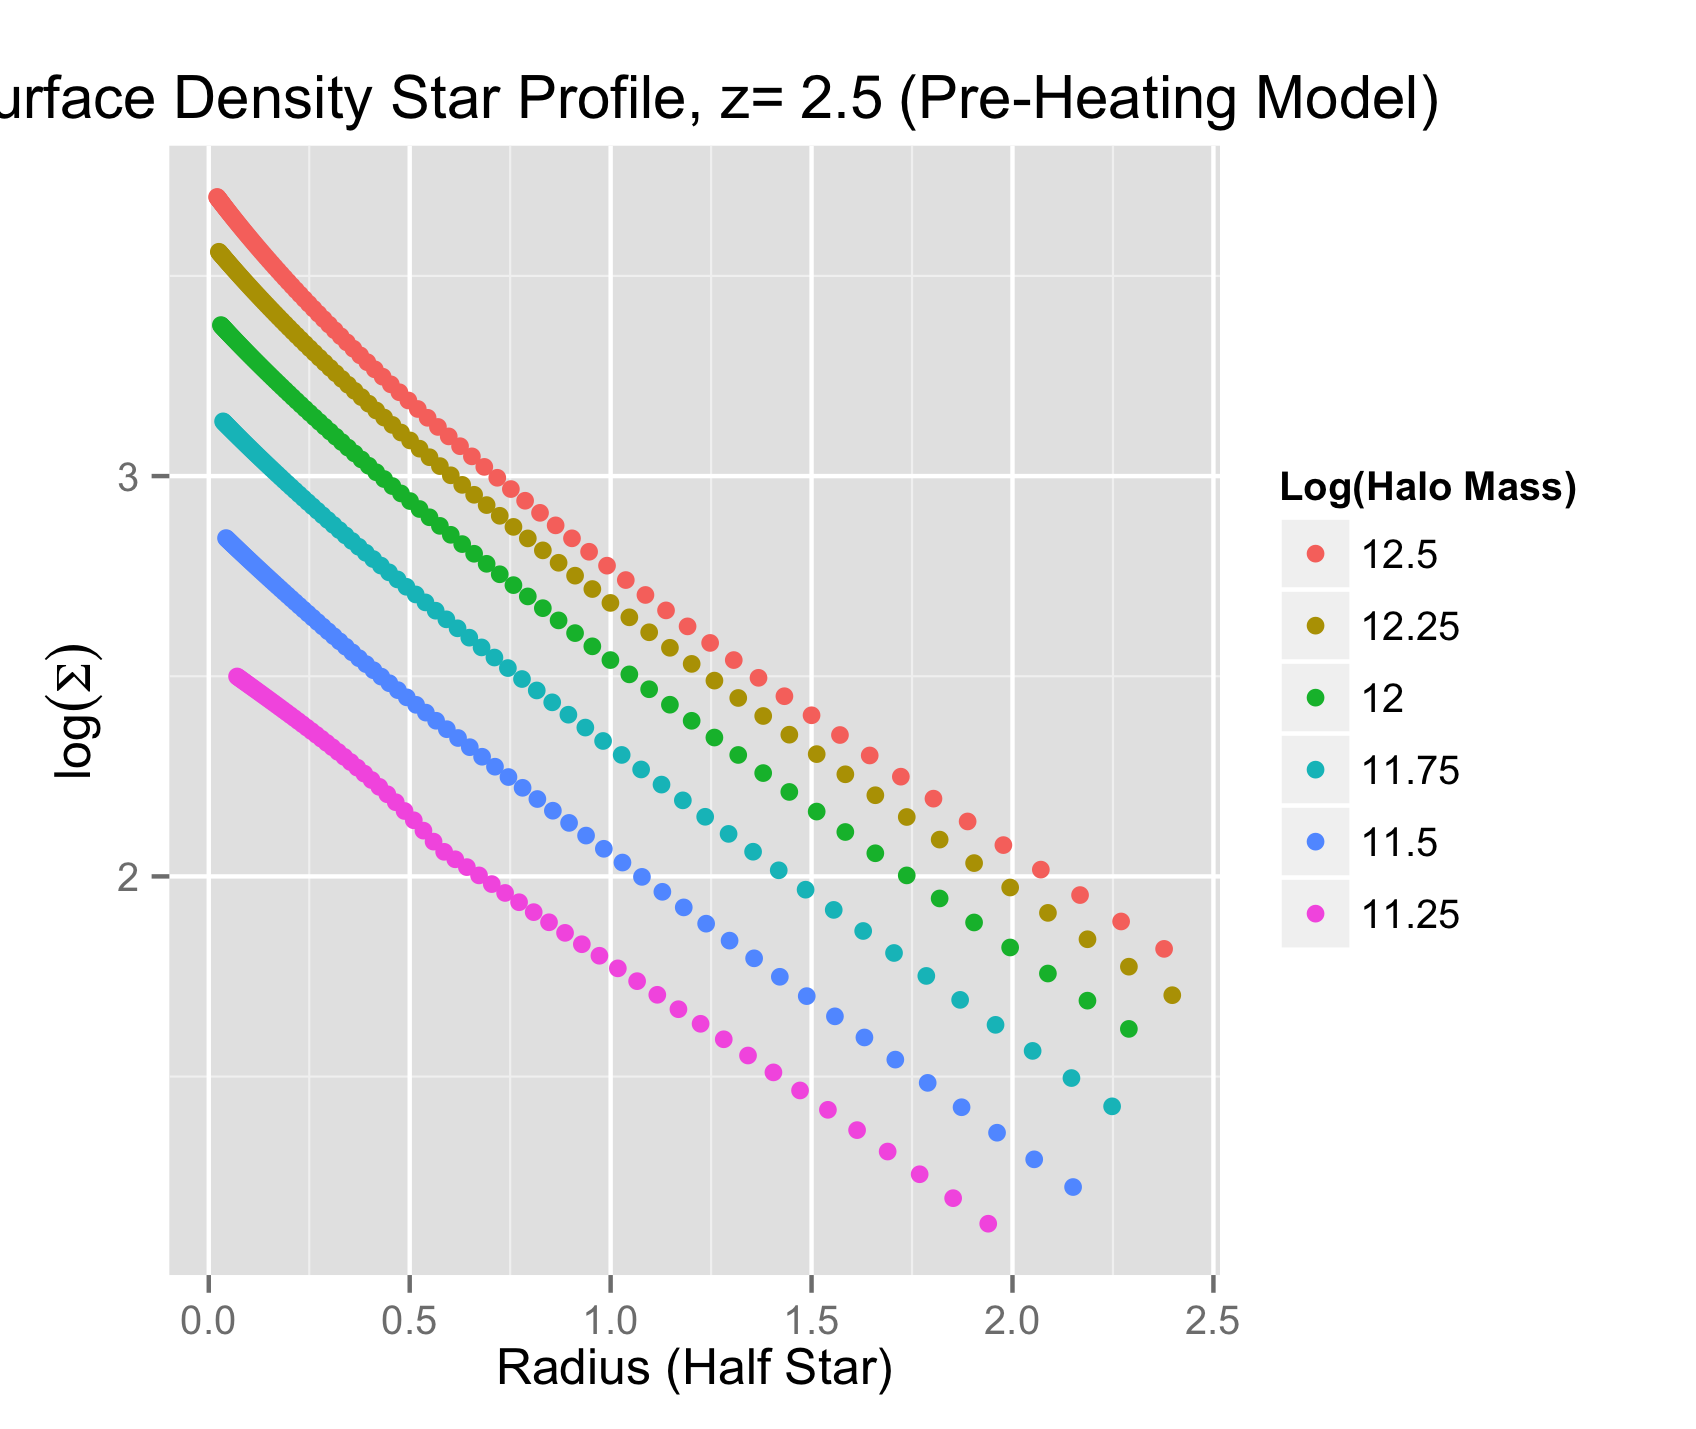 urface Density Star Profile, z= 2.5 (Pre-Heating Model)
3
2
log(Σ)
0.0 0.5 1.0 1.5 2.0 2.5
Radius (Half Star)
Log(Halo Mass)
12.5
12.25
12
11.75
11.5
11.25